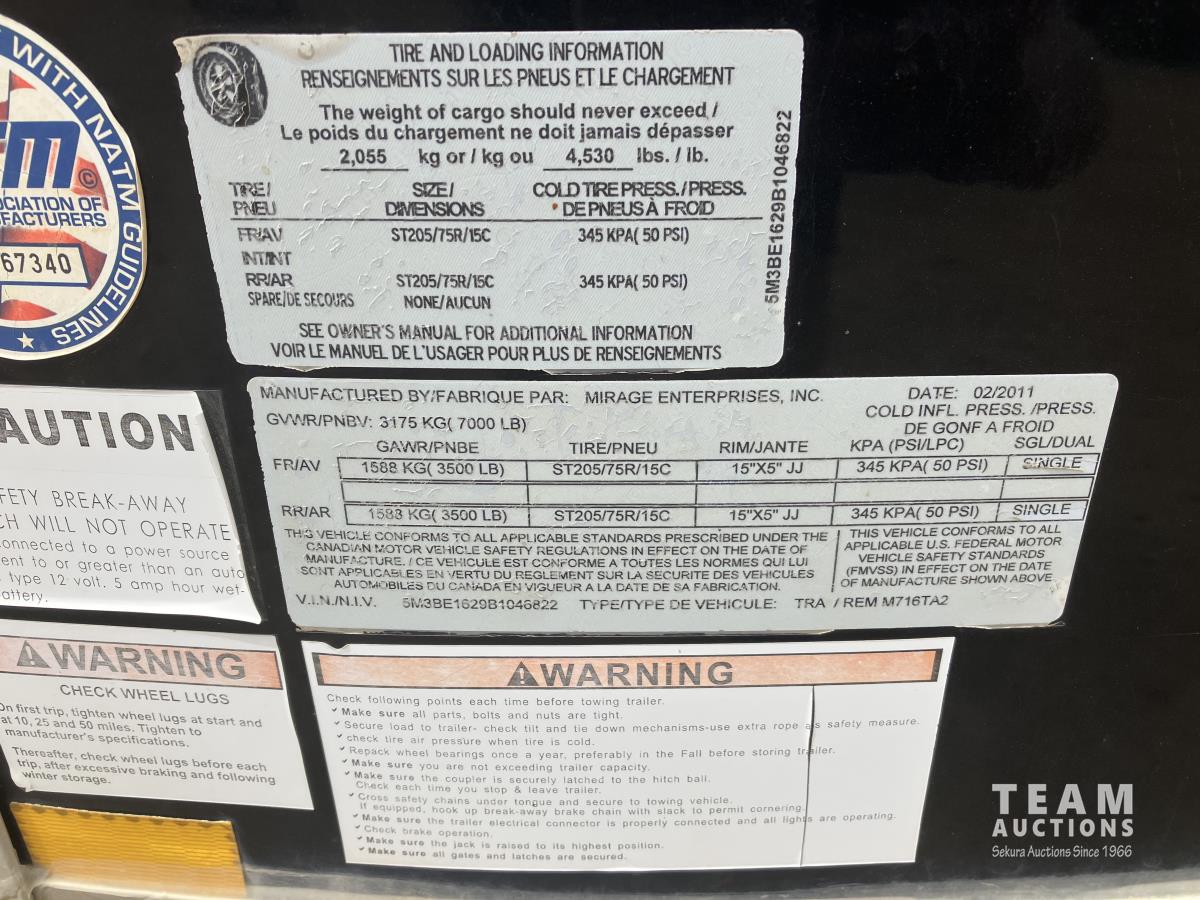 WITH NATM GUIDELINES
TM ©
CIATION OF
FACTURERS
67340
TIRE AND LOADING INFORMATION
RENSEIGNEMENTS SUR LES PNEUS ET LE CHARGEMENT
The weight of cargo should never exceed /
Le poids du chargement ne doit jamais dépasser
2,055 kg or / kg ou 4,530 lbs. / lb.
TIRE / SIZE / COLD TIRE PRESS. / PRESS.
PNEU DIMENSIONS DE PNEUS À FROID
FR/AV ST205/75R/15C 345 KPA( 50 PSI)
INT/INT
RR/AR ST205/75R/15C 345 KPA( 50 PSI)
SPARE/DE SECOURS NONE/AUCUN
SEE OWNER'S MANUAL FOR ADDITIONAL INFORMATION
VOIR LE MANUEL DE L'USAGER POUR PLUS DE RENSEIGNEMENTS
5M3BE1629B1046822
MANUFACTURED BY/FABRIQUE PAR: MIRAGE ENTERPRISES, INC. DATE: 02/2011
GVWR/PNBV: 3175 KG( 7000 LB) COLD INFL. PRESS. /PRESS.
DE GONF A FROID
GAWR/PNBE TIRE/PNEU RIM/JANTE KPA (PSI/LPC) SGL/DUAL
FR/AV 1588 KG( 3500 LB) ST205/75R/15C 15"X5" JJ 345 KPA( 50 PSI) SINGLE
RR/AR 1588 KG( 3500 LB) ST205/75R/15C 15"X5" JJ 345 KPA( 50 PSI) SINGLE
THIS VEHICLE CONFORMS TO ALL APPLICABLE STANDARDS PRESCRIBED UNDER THE
CANADIAN MOTOR VEHICLE SAFETY REGULATIONS IN EFFECT ON THE DATE OF
MANUFACTURE. / CE VEHICULE EST CONFORME A TOUTES LES NORMES QUI LUI
SONT APPLICABLES EN VERTU DU REGLEMENT SUR LA SECURITE DES VEHICULES
AUTOMOBILES DU CANADA EN VIGUEUR A LA DATE DE SA FABRICATION.
THIS VEHICLE CONFORMS TO ALL
APPLICABLE U.S. FEDERAL MOTOR
VEHICLE SAFETY STANDARDS
(FMVSS) IN EFFECT ON THE DATE
OF MANUFACTURE SHOWN ABOVE.
V.I.N./N.I.V. 5M3BE1629B1046822 TYPE/TYPE DE VEHICULE: TRA / REM M716TA2
AUTION
FETY BREAK-AWAY
CH WILL NOT OPERATE
onnected to a power source
ent to or greater than an auto
type 12 volt. 5 amp hour wet-
attery.
WARNING
CHECK WHEEL LUGS
On first trip, tighten wheel lugs at start and
at 10, 25 and 50 miles. Tighten to
manufacturer's specifications.
Thereafter, check wheel lugs before each
trip, after excessive braking and following
winter storage.
WARNING
Check following points each time before towing trailer.
✓ Make sure all parts, bolts and nuts are tight.
✓ Secure load to trailer- check tilt and tie down mechanisms-use extra rope as safety measure.
✓ check tire air pressure when tire is cold.
✓ Repack wheel bearings once a year, preferably in the Fall before storing trailer.
✓ Make sure you are not exceeding trailer capacity.
✓ Make sure the coupler is securely latched to the hitch ball.
Check each time you stop & leave trailer.
✓ Cross safety chains under tongue and secure to towing vehicle.
If equipped, hook up break-away brake chain with slack to permit cornering.
✓ Make sure the trailer electrical connector is properly connected and all lights are operating.
✓ Check brake operation.
✓ Make sure the jack is raised to its highest position.
✓ Make sure all gates and latches are secured.
TEAM
AUCTIONS
Sekura Auctions Since 1966